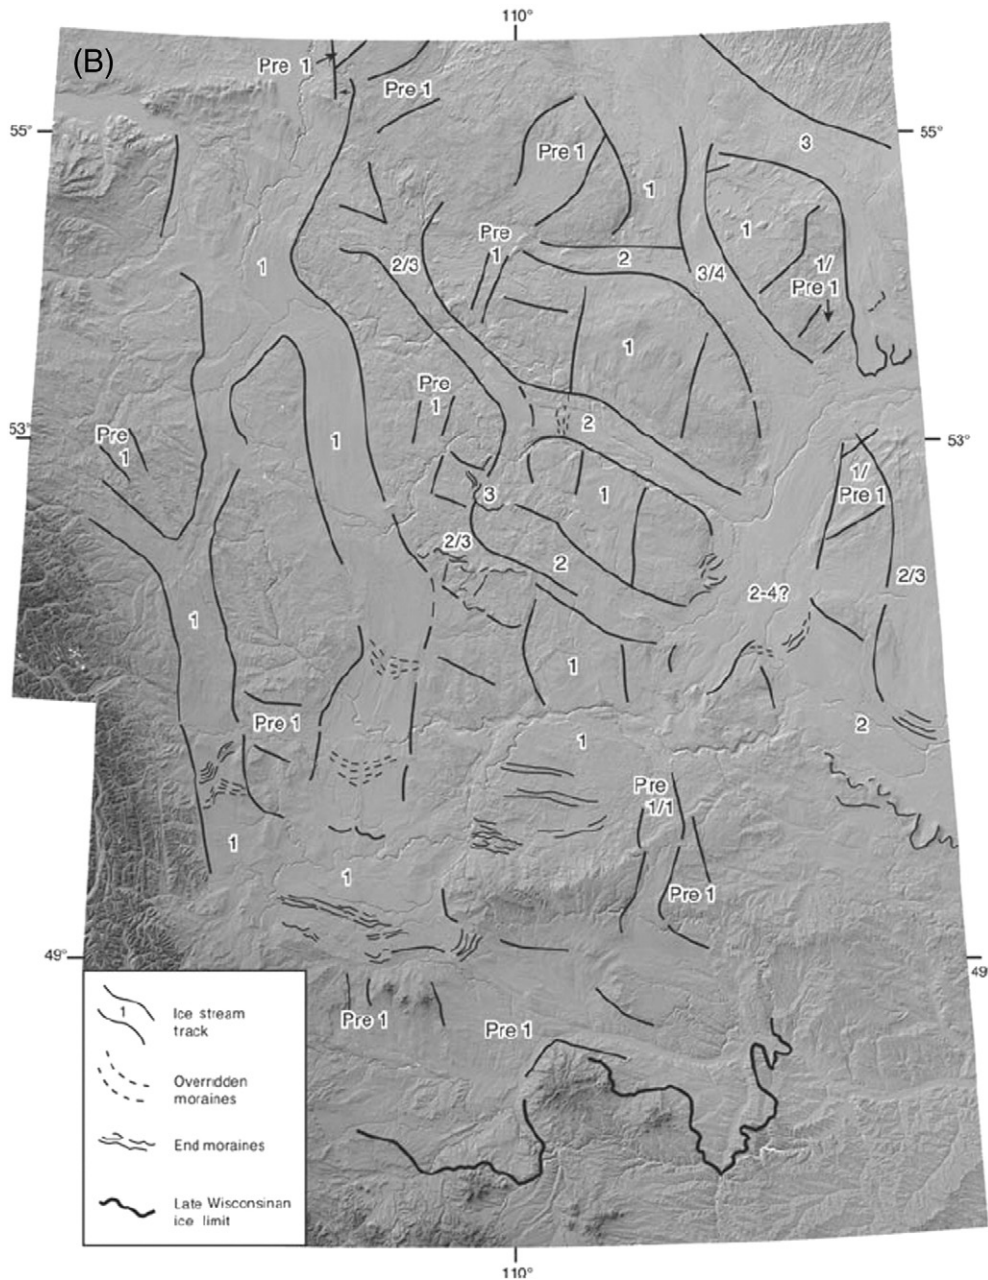 110°
(B)
Pre 1
Pre 1
55°
55°
3
Pre 1
1
1
Pre
1
2
1
2/3
3/4
1/
Pre 1
1
Pre
1
2
53°
Pre
1
1
53°
1/
Pre 1
3
1
2/3
2
2/3
2-4?
1
1
Pre 1
2
1
Pre
1/1
1
1
Pre 1
49°
49
Pre 1
Pre 1
1
Ice stream
track
Overridden
moraines
End moraines
Late Wisconsinan
ice limit
110°